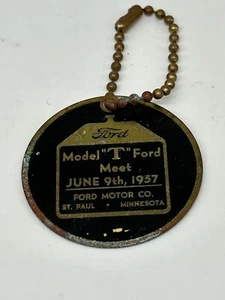 Ford
Model "T" Ford
Meet
JUNE 9th, 1957
FORD MOTOR CO.
ST. PAUL • MINNESOTA